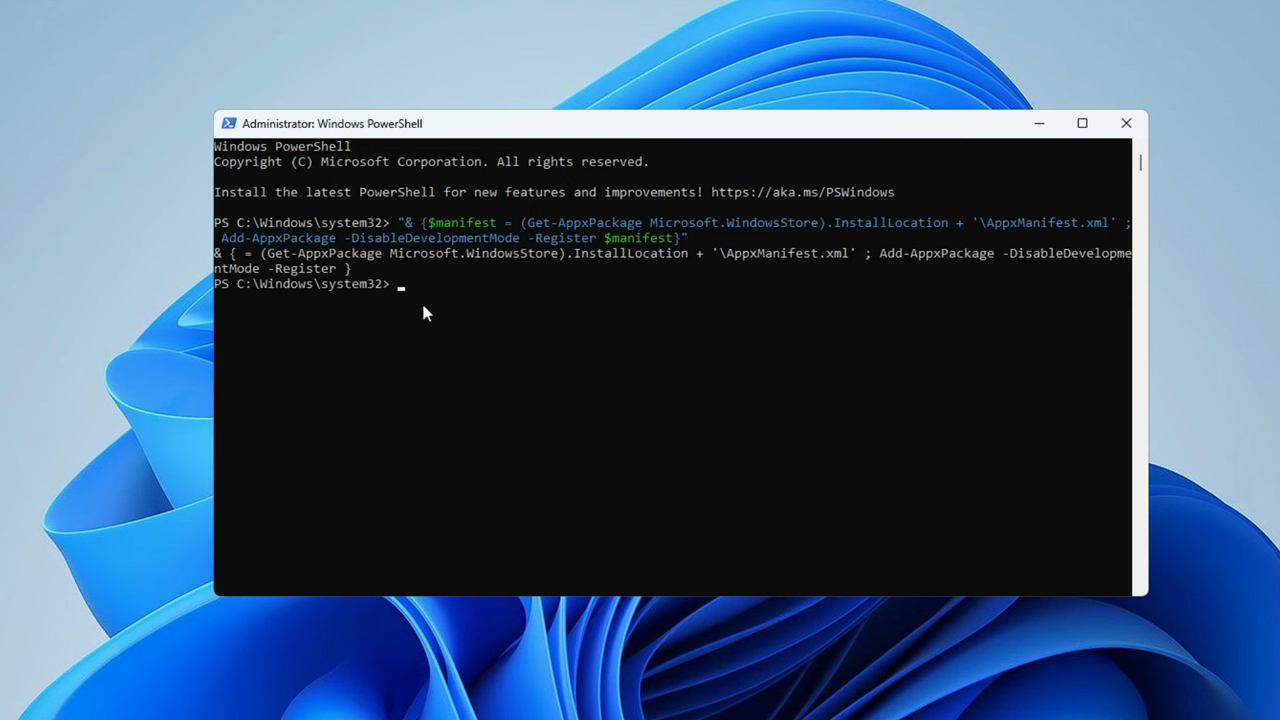 Administrator: Windows PowerShell
Windows PowerShell
Copyright (C) Microsoft Corporation. All rights reserved.
Install the latest PowerShell for new features and improvements! https://aka.ms/PSWindows
PS C:\Windows\system32> "& {$manifest = (Get-AppxPackage Microsoft.WindowsStore).InstallLocation + '\AppxManifest.xml' ;
Add-AppxPackage -DisableDevelopmentMode -Register $manifest}"
& { = (Get-AppxPackage Microsoft.WindowsStore).InstallLocation + '\AppxManifest.xml' ; Add-AppxPackage -DisableDevelopme
ntMode -Register }
PS C:\Windows\system32>